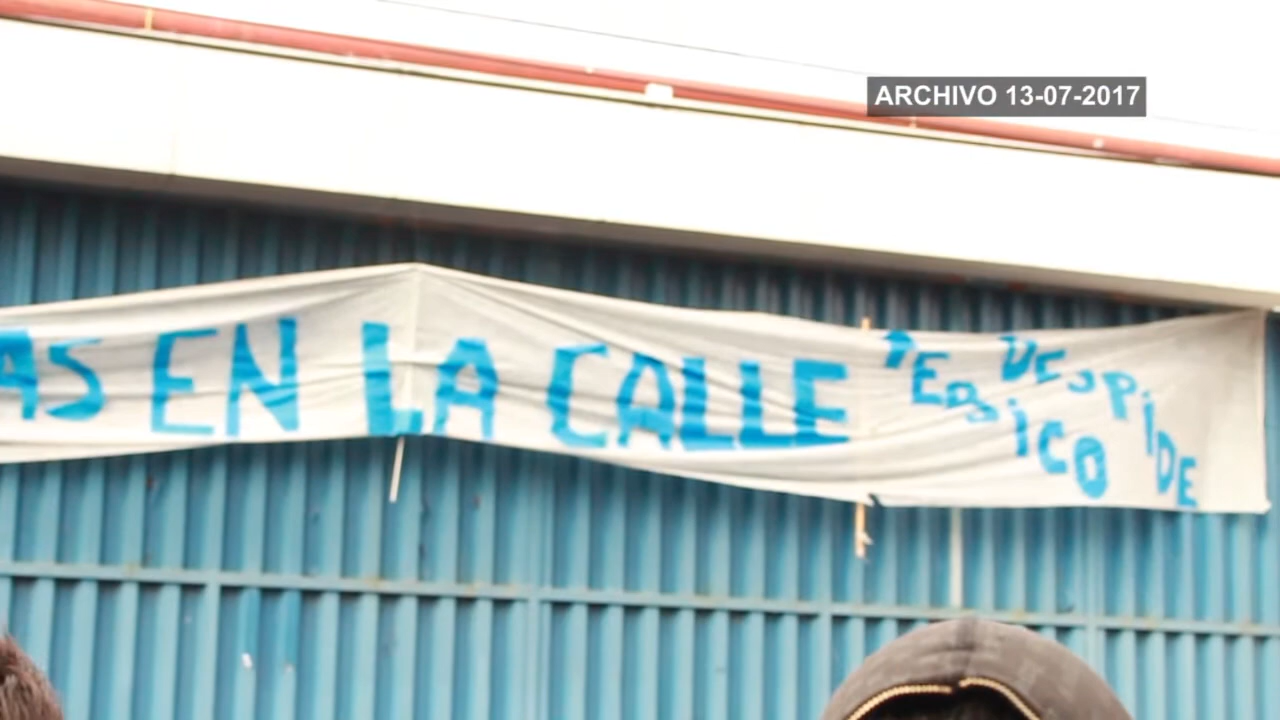 ARCHIVO 13-07-2017
AS EN LA CALLE
PEPSICO
DESPIDE